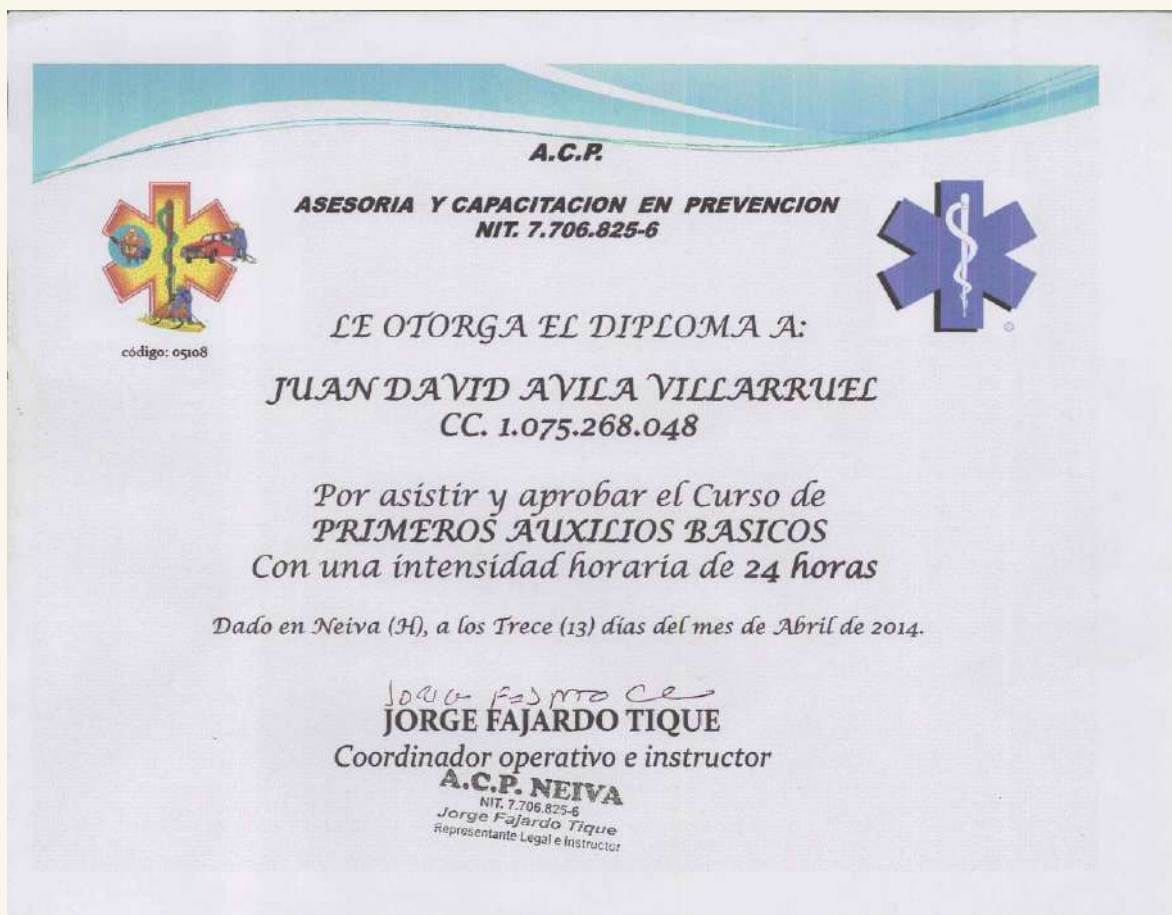 A.C.P.
ASESORIA Y CAPACITACION EN PREVENCION
NIT. 7.706.825-6
código: 05108
LE OTORGA EL DIPLOMA A:
JUAN DAVID AVILA VILLARRUEL
CC. 1.075.268.048
Por asistir y aprobar el Curso de
PRIMEROS AUXILIOS BASICOS
Con una intensidad horaria de 24 horas
Dado en Neiva (H), a los Trece (13) días del mes de Abril de 2014.
JORGE FAJARDO TIQUE
Coordinador operativo e instructor
A.C.P. NEIVA
NIT. 7.706.825-6
Jorge Fajardo Tique
Representante Legal e Instructor